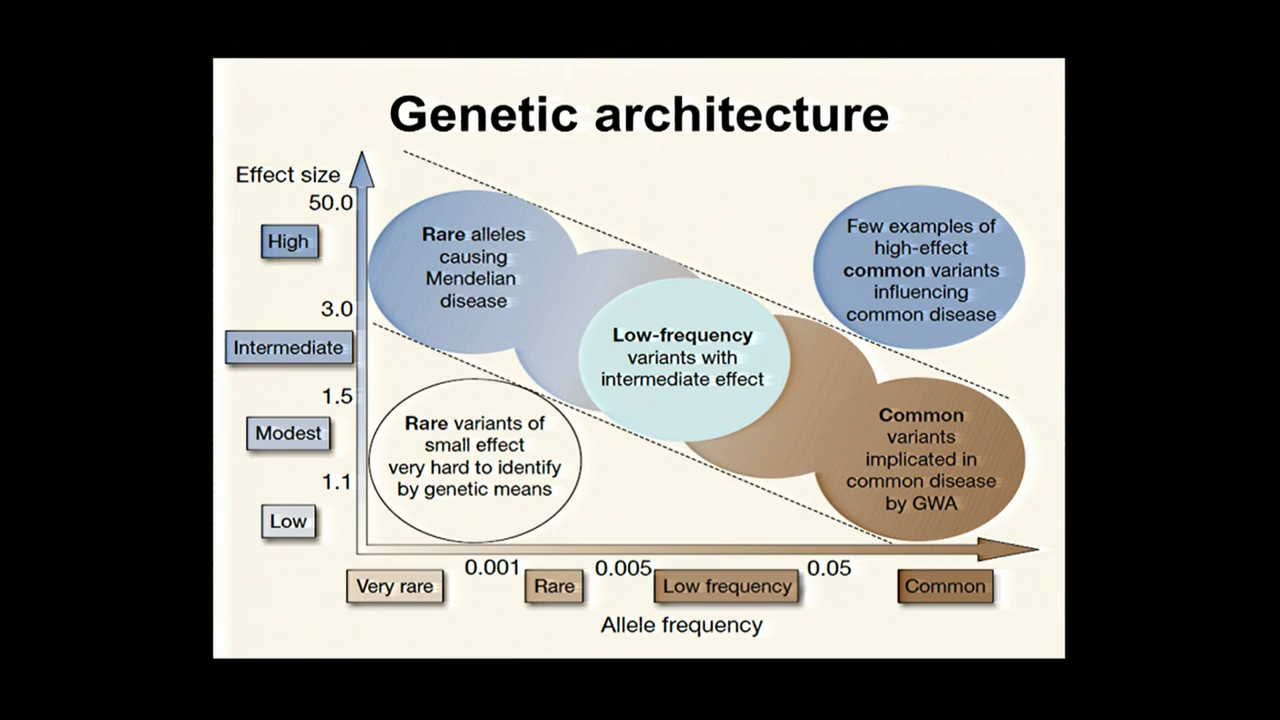 Genetic architecture
Effect size
50.0
High
3.0
Intermediate
1.5
Modest
1.1
Low
Rare alleles
causing
Mendelian
disease
Few examples of
high-effect
common variants
influencing
common disease
Low-frequency
variants with
intermediate effect
Rare variants of
small effect
very hard to identify
by genetic means
Common
variants
implicated in
common disease
by GWA
0.001
0.005
0.05
Very rare
Rare
Low frequency
Common
Allele frequency